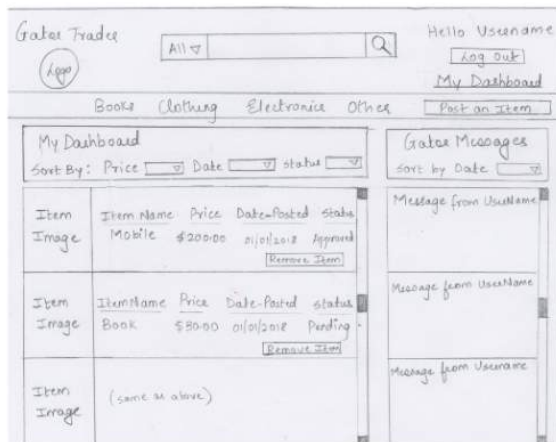 Gator Trader
Logo
All
Hello Username
Log Out
My Dashboard
Books Clothing Electronics Other
Post an Item
My Dashboard
Sort By: Price Date Status
Gator Messages
Sort by Date
Item Image
Item Name Price Date-Posted Status
Mobile $200.00 01/01/2018 Approved
Remove Item
Message from UserName
Item Image
ItemName Price Date-Posted Status
Book $30.00 01/01/2018 Pending
Remove Item
Message from UserName
Item Image
(same as above)
Message from Username